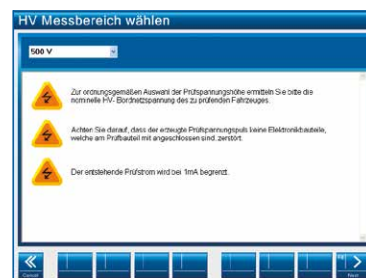 HV Messbereich wählen
500 V
Zur ordnungsgemäßen Auswahl der Prüfspannungshöhe ermitteln Sie bitte die
nominelle HV- Bordnetzspannung des zu prüfenden Fahrzeuges.
Achten Sie darauf, dass der erzeugte Prüfspannungspuls keine Elektronikbauteile,
welche am Prüfbauteil mit angeschlossen sind, zerstört.
Der entstehende Prüfstrom wird bei 1mA begrenzt.
Cancel
Next